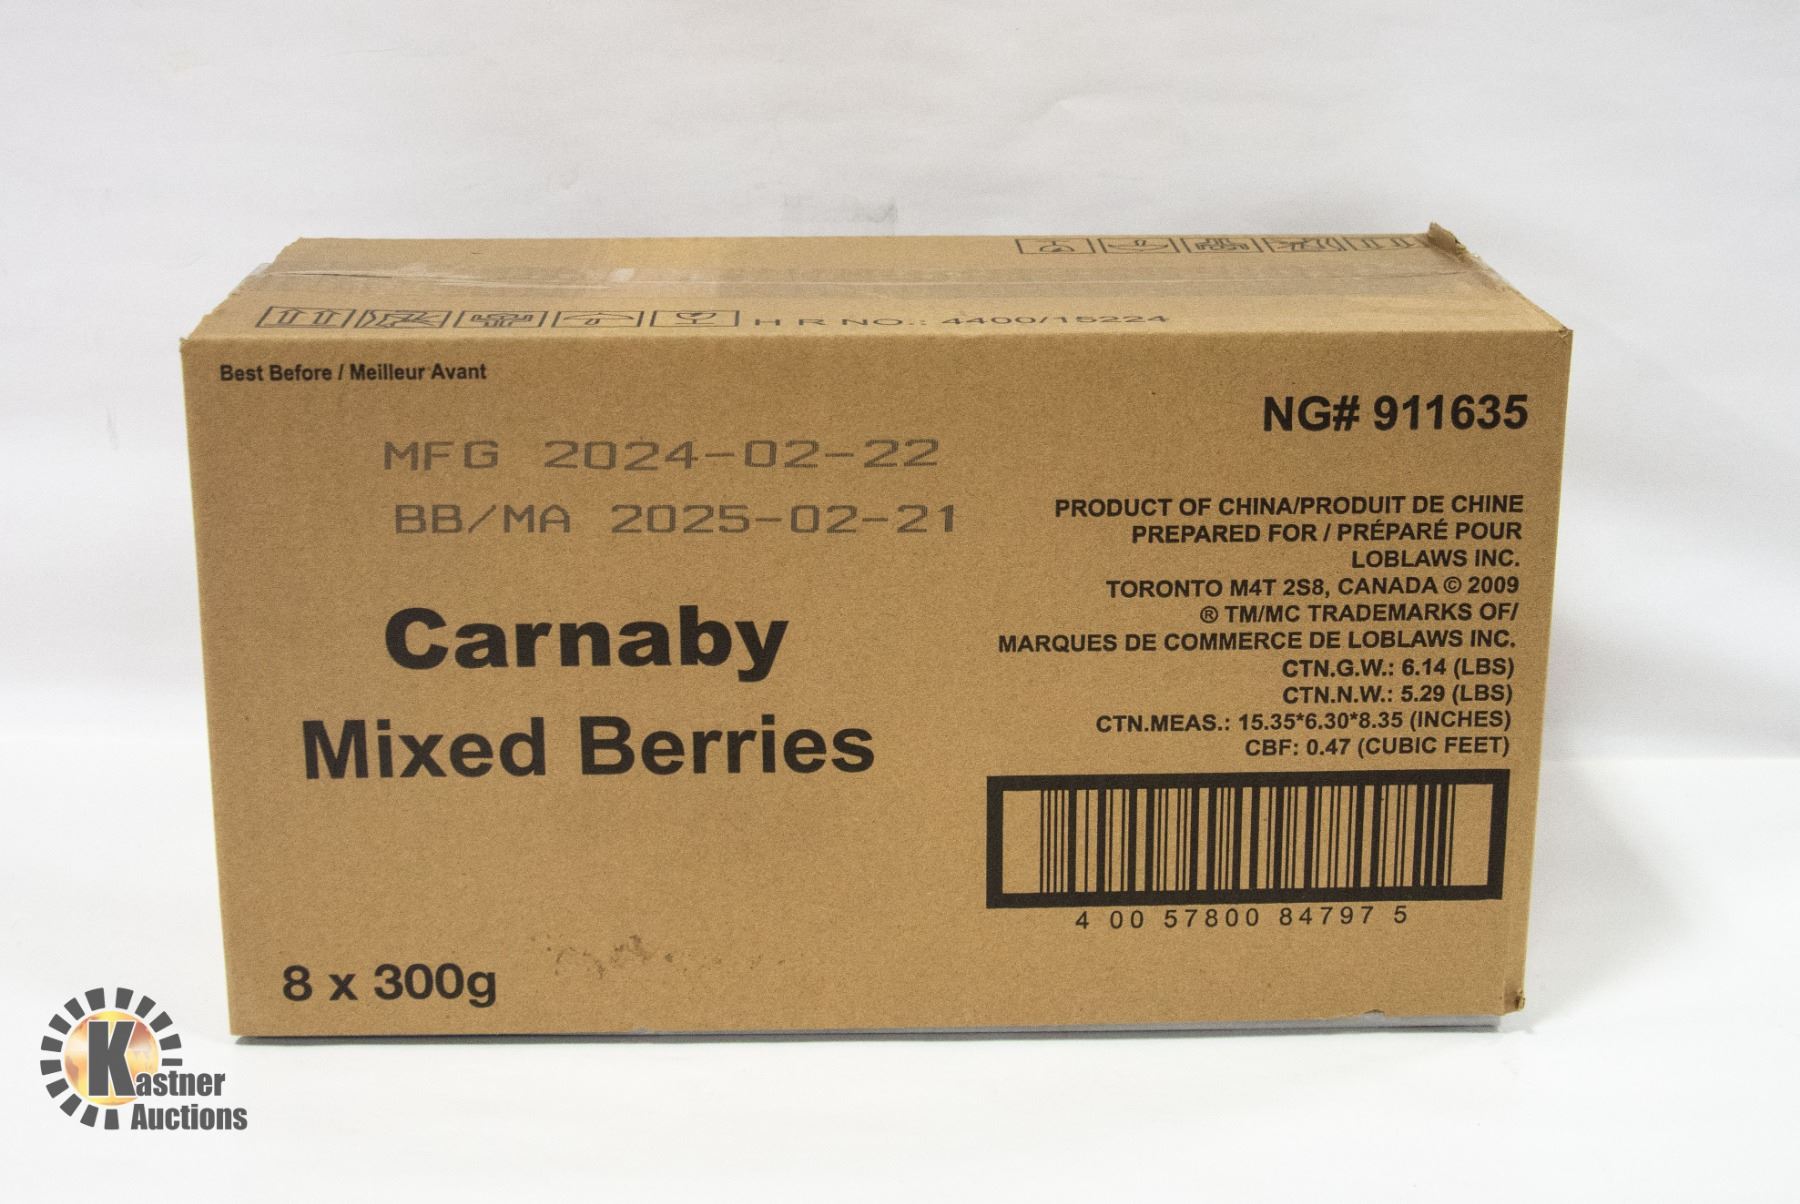 H R NO.: 4400/15224
Best Before / Meilleur Avant
MFG 2024-02-22
BB/MA 2025-02-21
Carnaby
Mixed Berries
8 x 300g
NG# 911635
PRODUCT OF CHINA/PRODUIT DE CHINE
PREPARED FOR / PRÉPARÉ POUR
LOBLAWS INC.
TORONTO M4T 2S8, CANADA © 2009
® TM/MC TRADEMARKS OF/
MARQUES DE COMMERCE DE LOBLAWS INC.
CTN.G.W.: 6.14 (LBS)
CTN.N.W.: 5.29 (LBS)
CTN.MEAS.: 15.35*6.30*8.35 (INCHES)
CBF: 0.47 (CUBIC FEET)
4 00 57800 84797 5
Kastner
Auctions